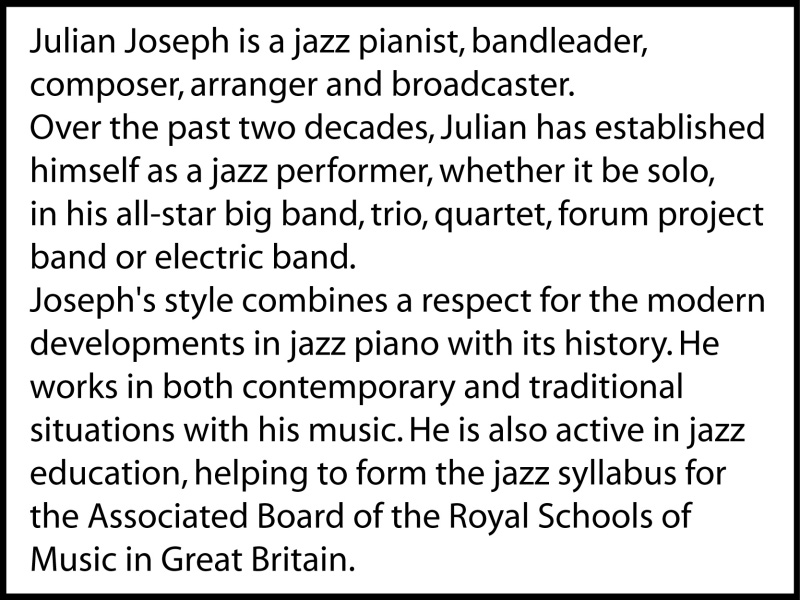 Julian Joseph is a jazz pianist, bandleader,
composer, arranger and broadcaster.
Over the past two decades, Julian has established
himself as a jazz performer, whether it be solo,
in his all-star big band, trio, quartet, forum project
band or electric band.
Joseph's style combines a respect for the modern
developments in jazz piano with its history. He
works in both contemporary and traditional
situations with his music. He is also active in jazz
education, helping to form the jazz syllabus for
the Associated Board of the Royal Schools of
Music in Great Britain.